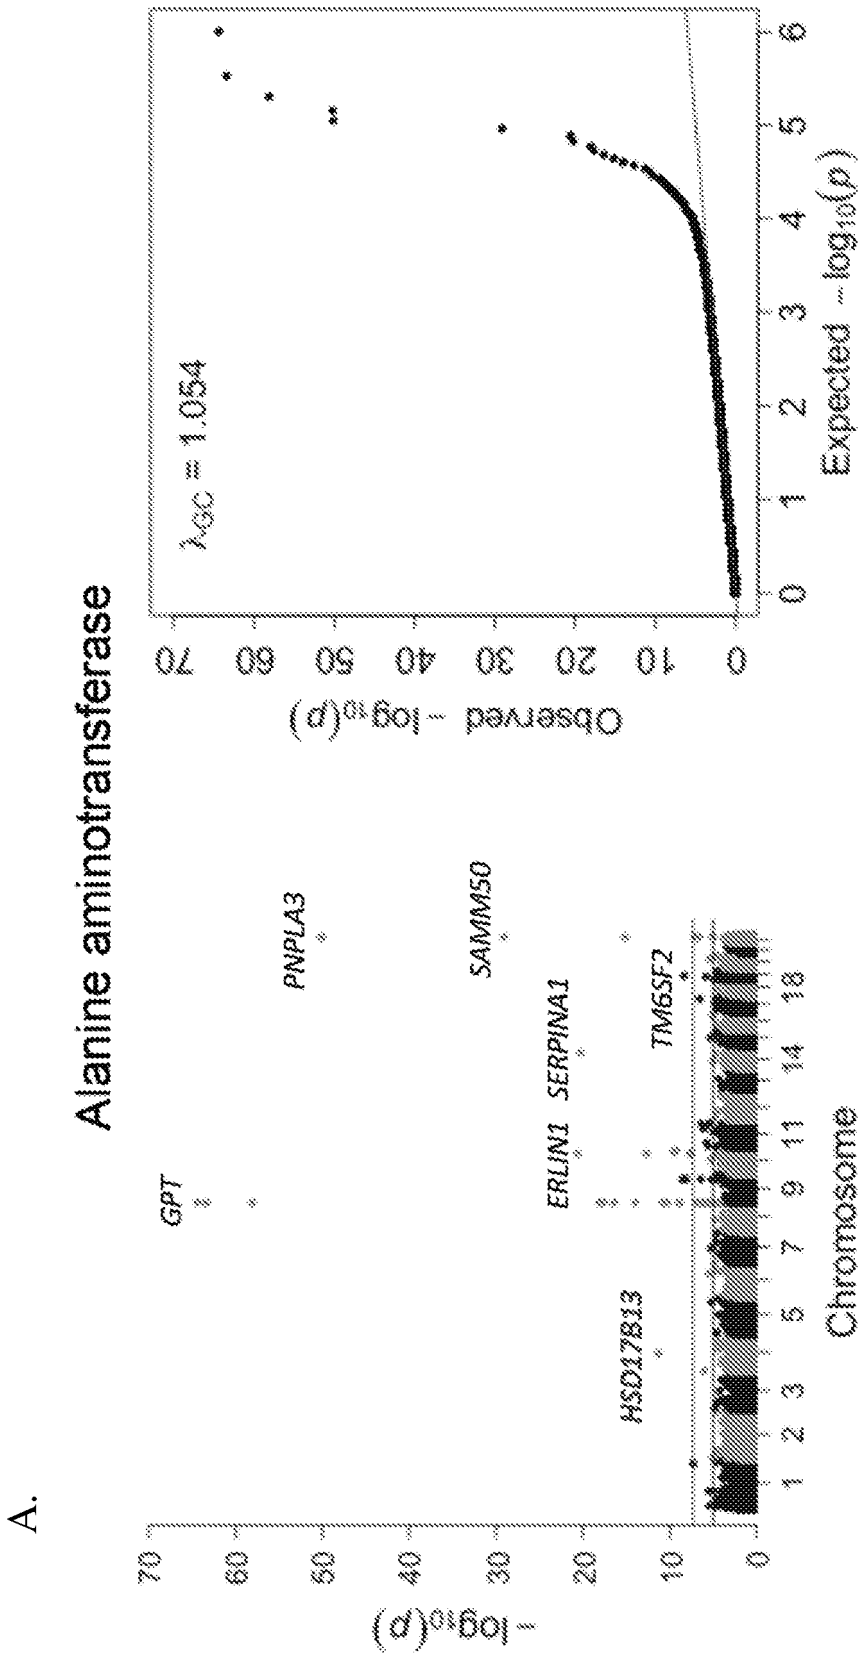 A.
Alanine aminotransferase
−log10(p)
70
60
50
40
30
20
10
0
GPT
PNPLA3
SAMM50
ERLIN1
SERPINA1
HSD17B13
TM6SF2
1
2
3
5
7
9
11
14
18
Chromosome
Observed −log10(p)
70
60
50
40
30
20
10
0
λGC = 1.054
0
1
2
3
4
5
6
Expected −log10(p)